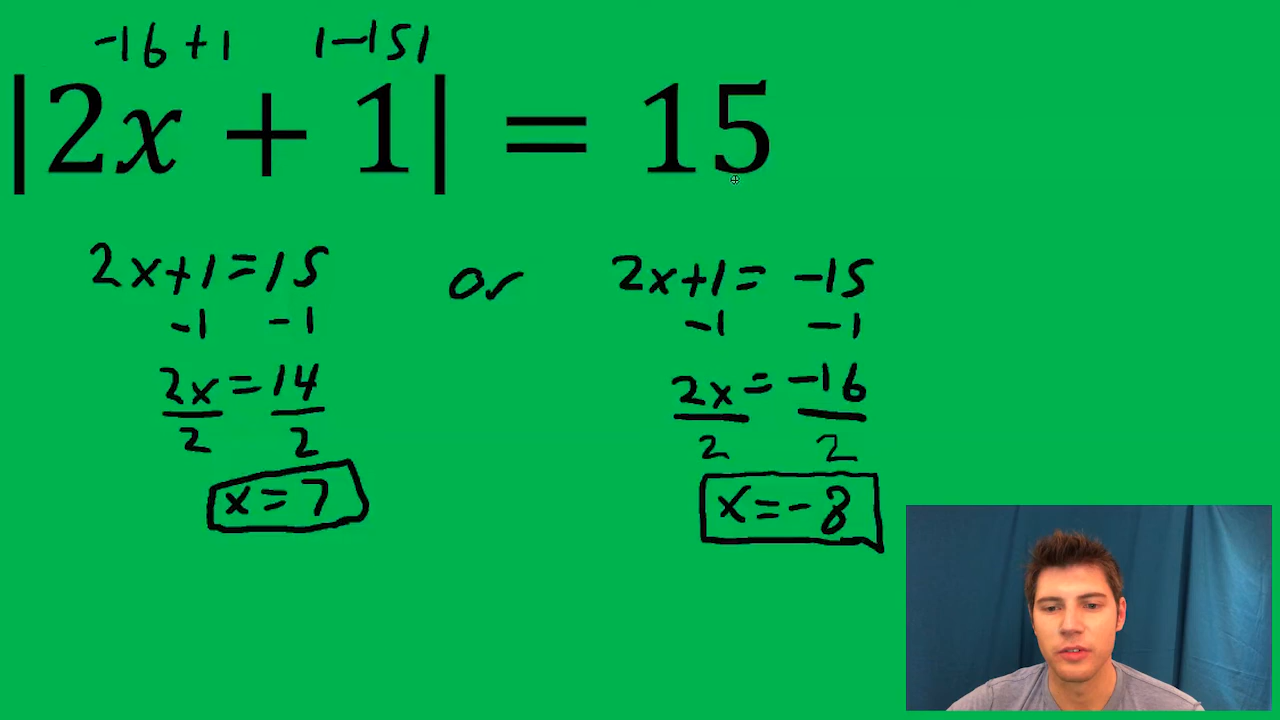 -16 +1 |-15|
|2x + 1| = 15
2x+1=15 or 2x+1= -15
-1 -1 -1 -1
2x=14 2x= -16
2 2 2 2
x=7 x=-8